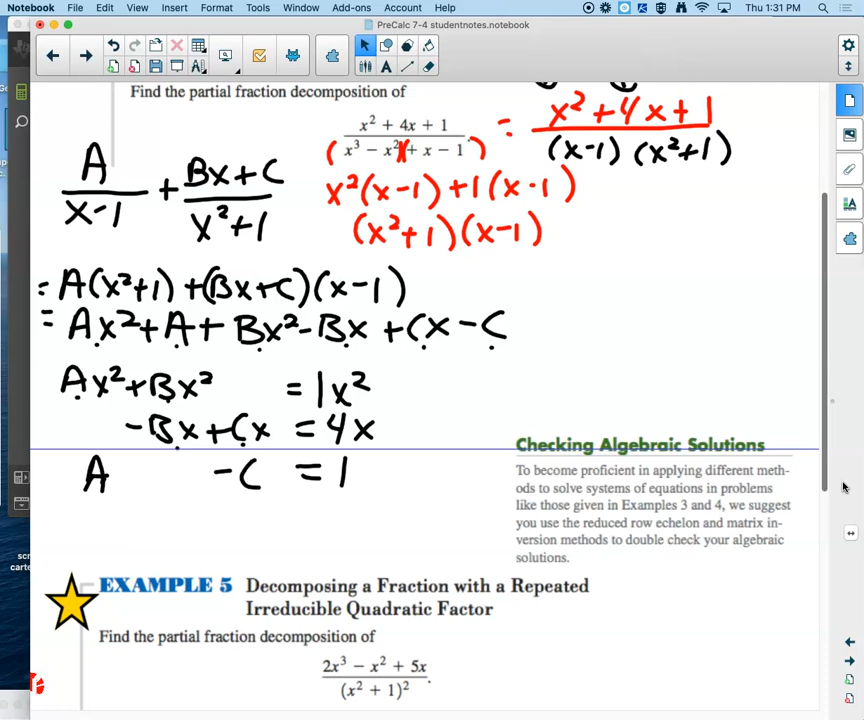 Notebook File Edit Insert Format Tools View Window Add-ons Account Help Thu 1:31 PM
PreCalc 7-4 studentnotes.notebook
Find the partial fraction decomposition of
x² + 4x + 1
x³ − x² + x − 1
= x²+4x+1
(x-1) (x²+1)
A
x-1
+ Bx+C
x²+1
x²(x-1)+1(x-1)
(x²+1)(x-1)
= A(x²+1)+(Bx+C)(x-1)
= Ax²+A+Bx²-Bx+Cx-C
Ax²+Bx² =1x²
-Bx+Cx =4x
A -C =1
Checking Algebraic Solutions
To become proficient in applying different meth-
ods to solve systems of equations in problems
like those given in Examples 3 and 4, we suggest
you use the reduced row echelon and matrix in-
version methods to double check your algebraic
solutions.
EXAMPLE 5 Decomposing a Fraction with a Repeated
Irreducible Quadratic Factor
Find the partial fraction decomposition of
2x³ − x² + 5x
(x² + 1)² .
scr
carte